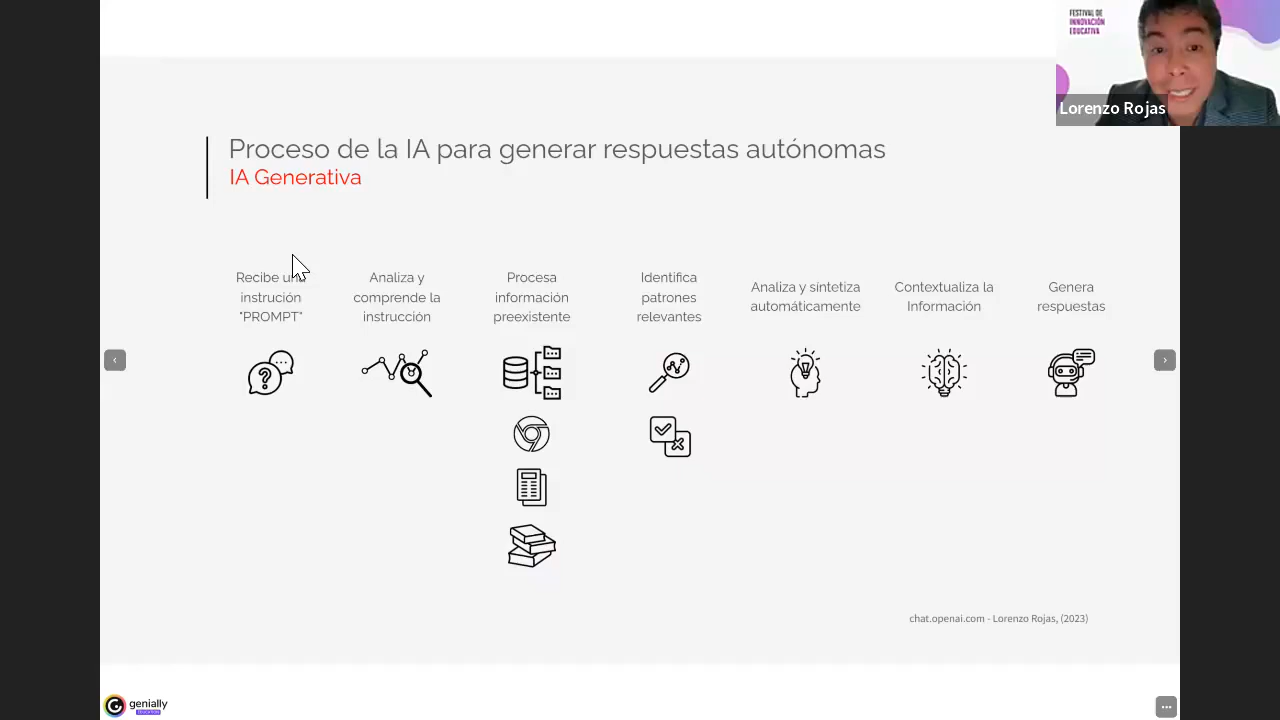 FESTIVAL DE
INNOVACIÓN
EDUCATIVA
Lorenzo Rojas
Proceso de la IA para generar respuestas autónomas
IA Generativa
Recibe una
instrución
"PROMPT"
Analiza y
comprende la
instrucción
Procesa
información
preexistente
Identifica
patrones
relevantes
Analiza y sintetiza
automáticamente
Contextualiza la
Información
Genera
respuestas
chat.openai.com - Lorenzo Rojas, (2023)
genially
EDUCATION